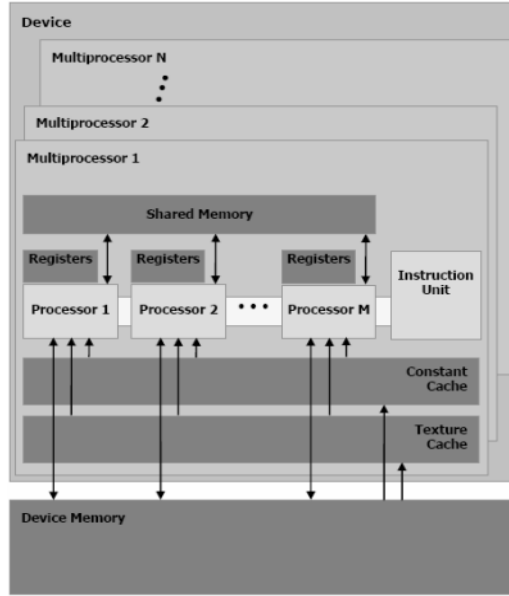 Device
Multiprocessor N
Multiprocessor 2
Multiprocessor 1
Shared Memory
Registers
Registers
Registers
Instruction
Unit
Processor 1
Processor 2
Processor M
Constant
Cache
Texture
Cache
Device Memory